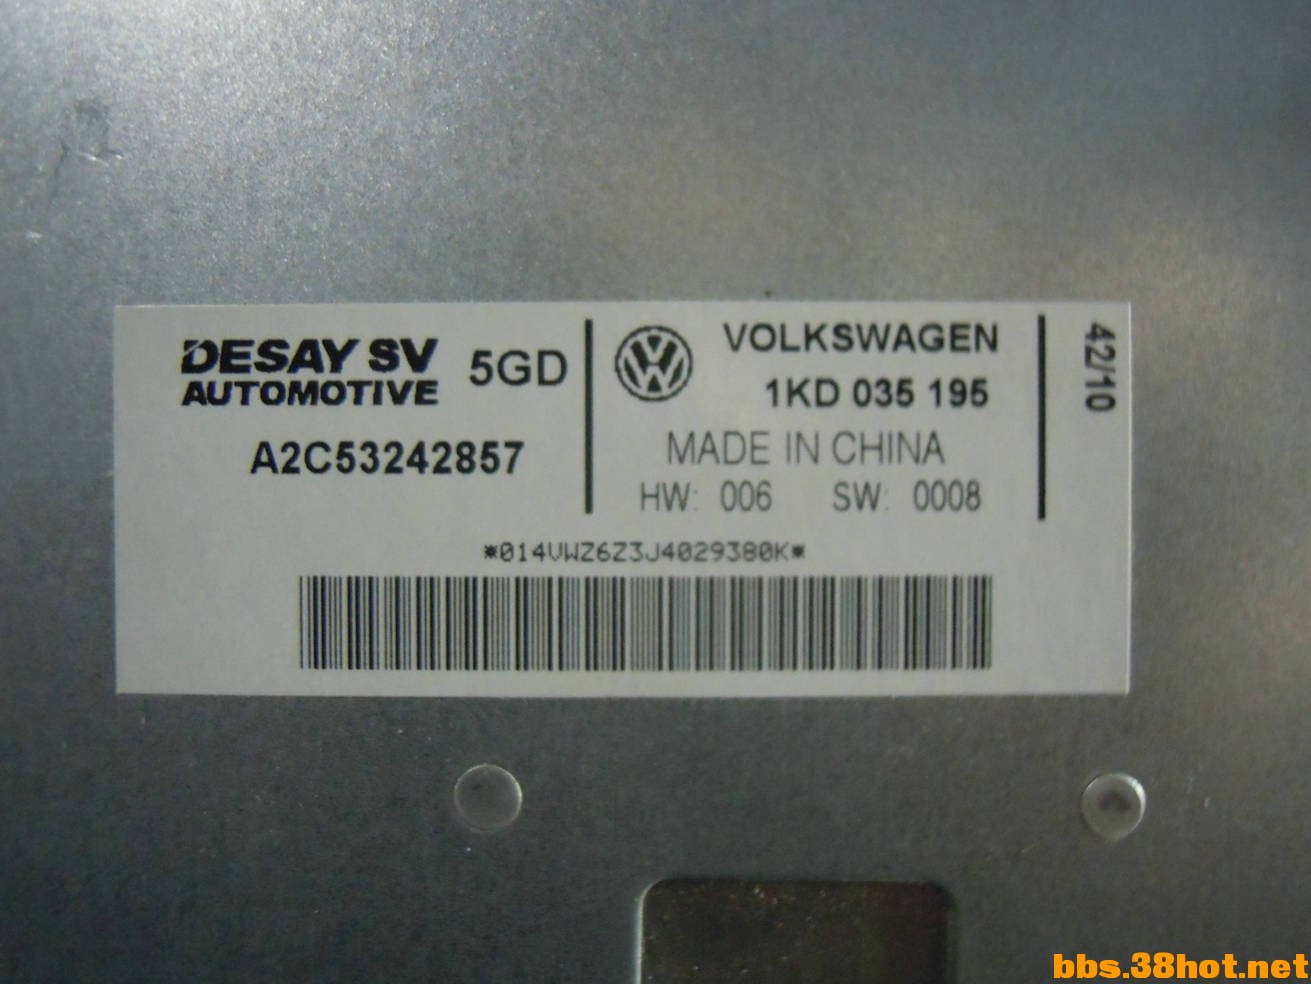 DESAY SV
AUTOMOTIVE
5GD
A2C53242857
VOLKSWAGEN
1KD 035 195
MADE IN CHINA
HW: 006 SW: 0008
42/10
*014VWZ6Z3J4029380K*
bbs.38hot.net